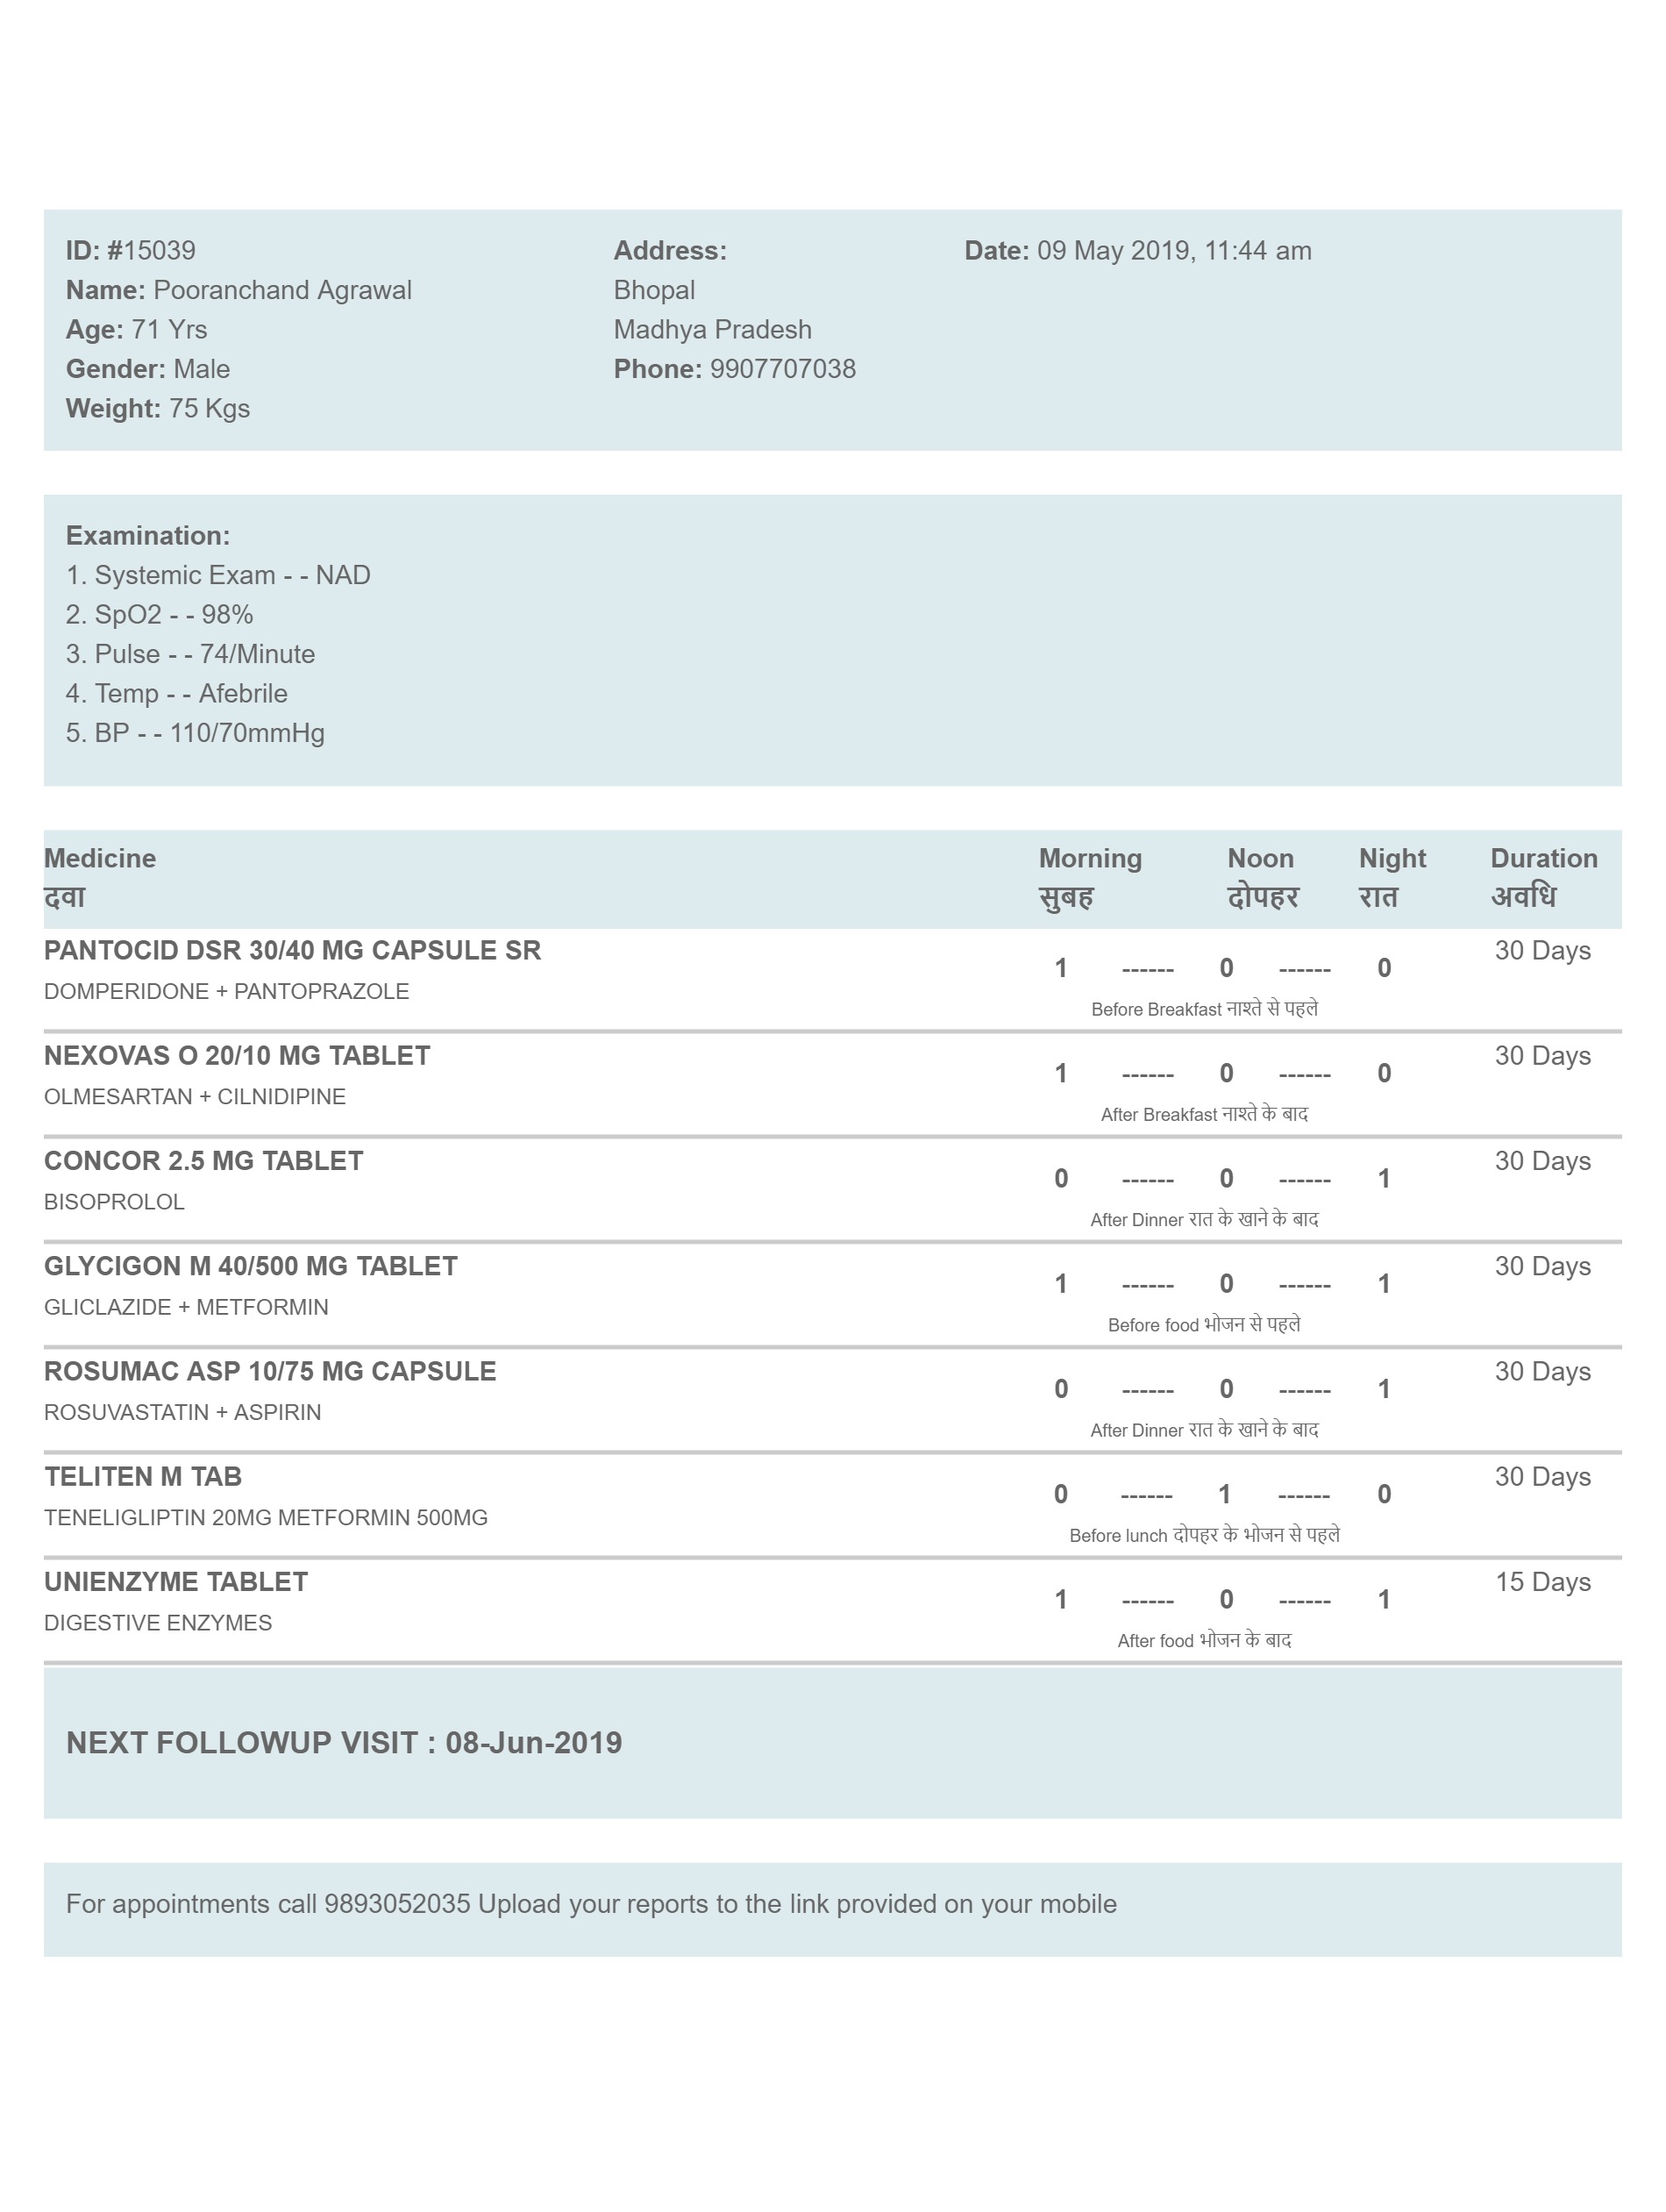 ID: #15039 Address: Date: 09 May 2019, 11:44 am
Name: Pooranchand Agrawal Bhopal
Age: 71 Yrs Madhya Pradesh
Gender: Male Phone: 9907707038
Weight: 75 Kgs
Examination:
1. Systemic Exam - - NAD
2. SpO2 - - 98%
3. Pulse - - 74/Minute
4. Temp - - Afebrile
5. BP - - 110/70mmHg
Medicine Morning Noon Night Duration
दवा सुबह दोपहर रात अवधि
PANTOCID DSR 30/40 MG CAPSULE SR 1 ------ 0 ------ 0 30 Days
DOMPERIDONE + PANTOPRAZOLE
Before Breakfast नाश्ते से पहले
NEXOVAS O 20/10 MG TABLET 1 ------ 0 ------ 0 30 Days
OLMESARTAN + CILNIDIPINE
After Breakfast नाश्ते के बाद
CONCOR 2.5 MG TABLET 0 ------ 0 ------ 1 30 Days
BISOPROLOL
After Dinner रात के खाने के बाद
GLYCIGON M 40/500 MG TABLET 1 ------ 0 ------ 1 30 Days
GLICLAZIDE + METFORMIN
Before food भोजन से पहले
ROSUMAC ASP 10/75 MG CAPSULE 0 ------ 0 ------ 1 30 Days
ROSUVASTATIN + ASPIRIN
After Dinner रात के खाने के बाद
TELITEN M TAB 0 ------ 1 ------ 0 30 Days
TENELIGLIPTIN 20MG METFORMIN 500MG
Before lunch दोपहर के भोजन से पहले
UNIENZYME TABLET 1 ------ 0 ------ 1 15 Days
DIGESTIVE ENZYMES
After food भोजन के बाद
NEXT FOLLOWUP VISIT : 08-Jun-2019
For appointments call 9893052035 Upload your reports to the link provided on your mobile